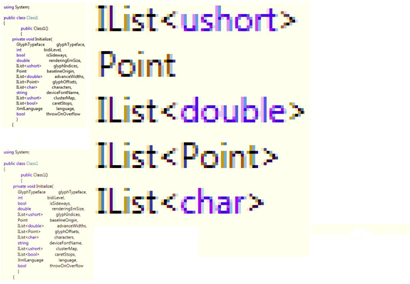 using System;
public class Class1
{
public Class1()
{
private void Initialize(
GlyphTypeface glyphTypeface,
int bidiLevel,
bool isSideways,
double renderingEmSize,
IList<ushort> glyphIndices,
Point baselineOrigin,
IList<double> advanceWidths,
IList<Point> glyphOffsets,
IList<char> characters,
string deviceFontName,
IList<ushort> clusterMap,
IList<bool> caretStops,
XmlLanguage language,
bool throwOnOverflow
)
{
using System;
public class Class1
{
public Class1()
{
private void Initialize(
GlyphTypeface glyphTypeface,
int bidiLevel,
bool isSideways,
double renderingEmSize,
IList<ushort> glyphIndices,
Point baselineOrigin,
IList<double> advanceWidths,
IList<Point> glyphOffsets,
IList<char> characters,
string deviceFontName,
IList<ushort> clusterMap,
IList<bool> caretStops,
XmlLanguage language,
bool throwOnOverflow
)
{
IList<ushort>
Point
IList<double>
IList<Point>
IList<char>